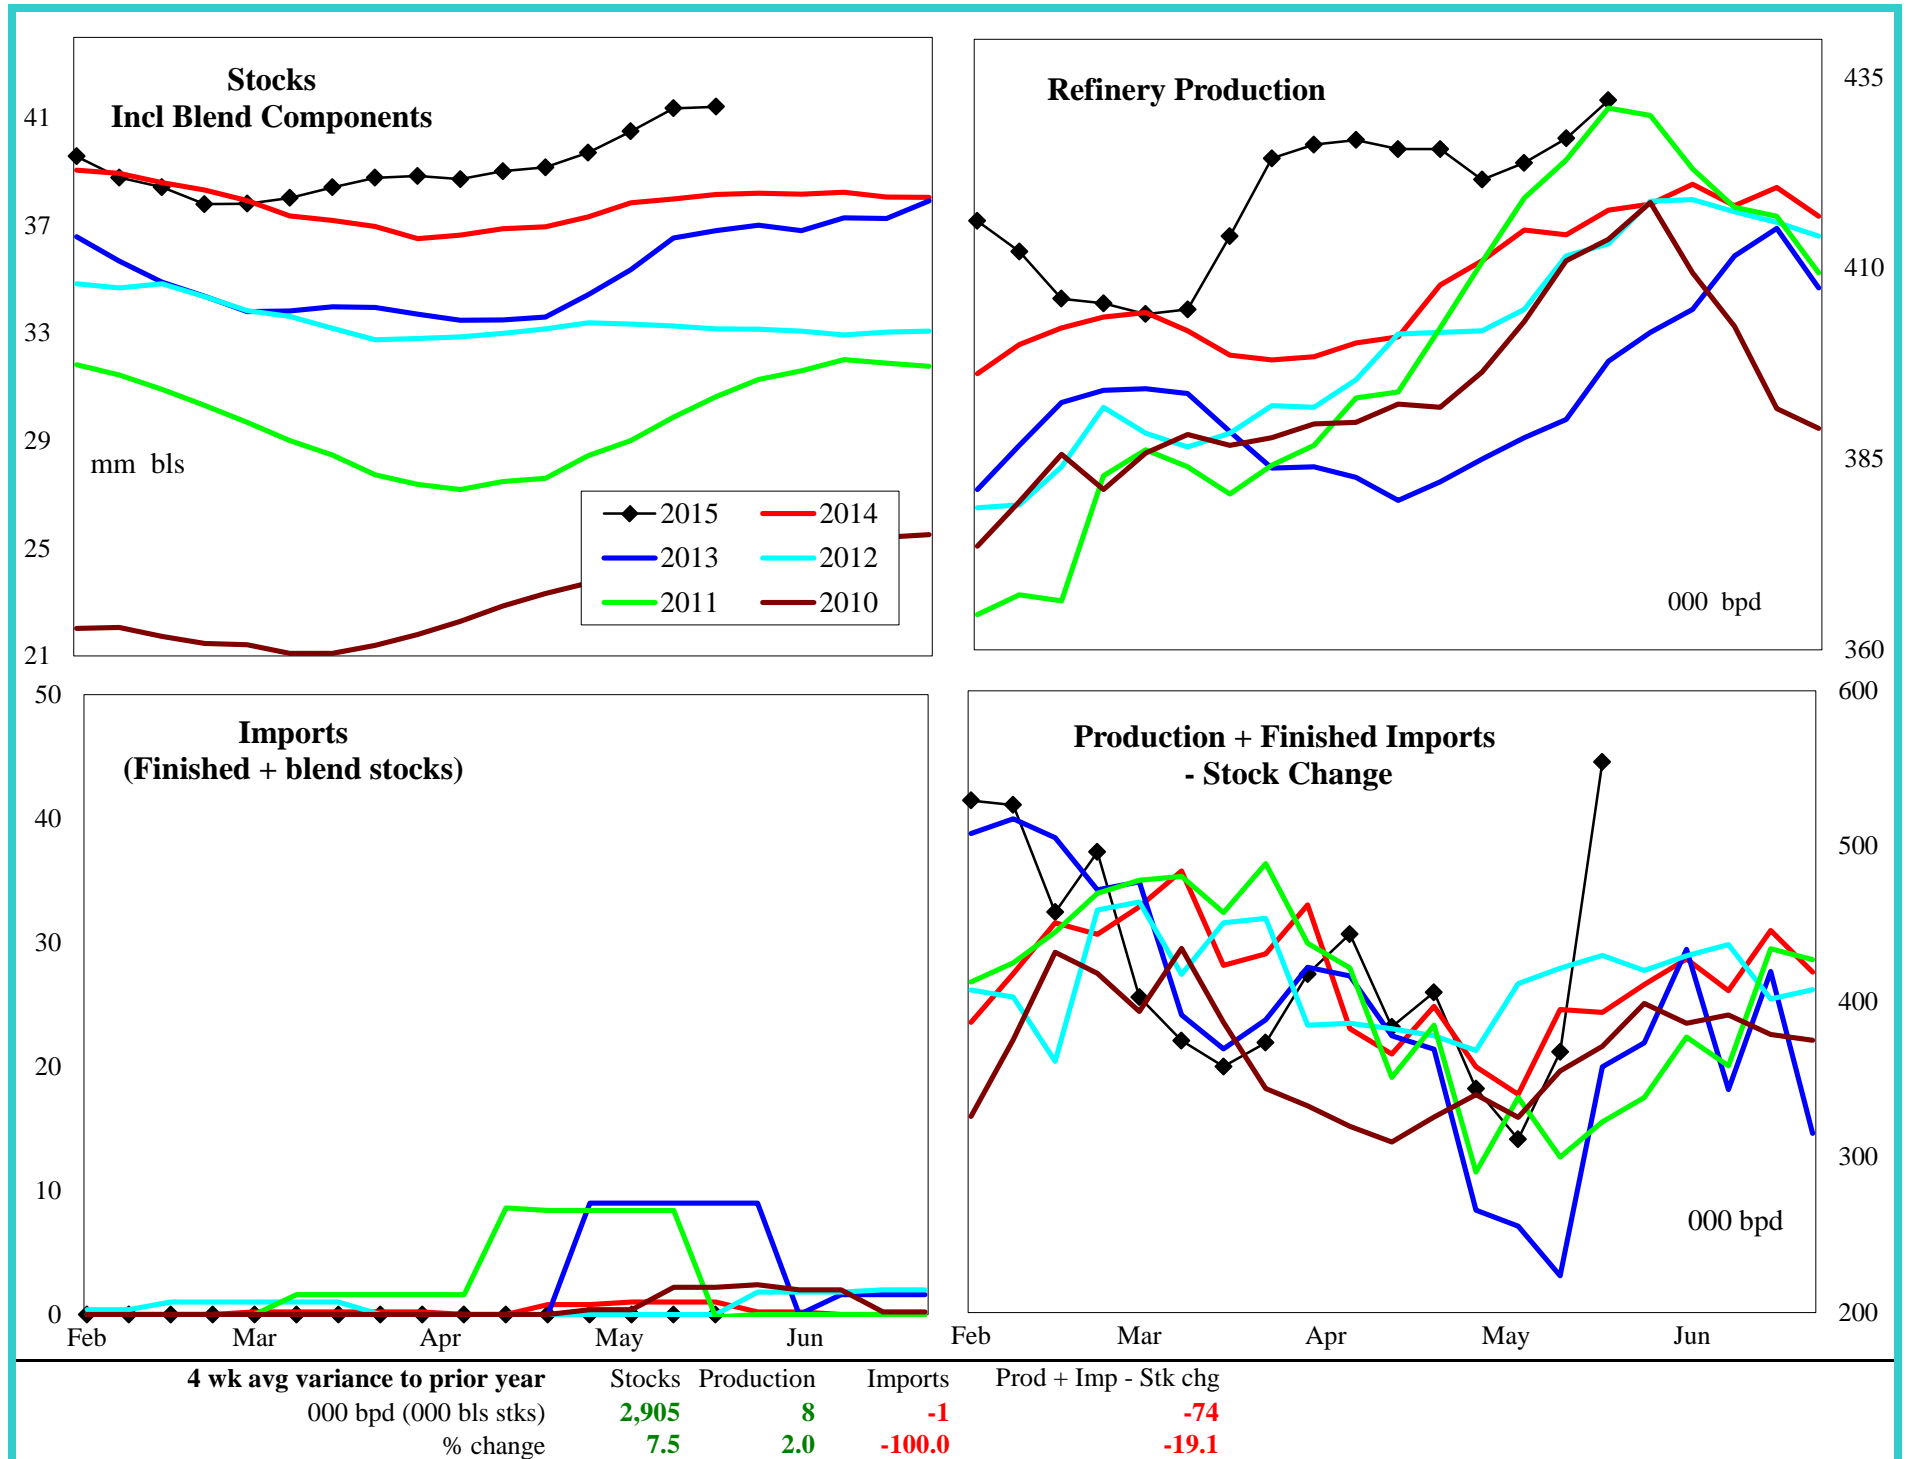 Stocks
Incl Blend Components
41
37
33
29
25
21
mm bls
2015
2014
2013
2012
2011
2010
Refinery Production
435
410
385
360
000 bpd
Imports
(Finished + blend stocks)
50
40
30
20
10
0
Feb Mar Apr May Jun
Production + Finished Imports
- Stock Change
600
500
400
300
200
000 bpd
Feb Mar Apr May Jun
4 wk avg variance to prior year Stocks Production Imports Prod + Imp - Stk chg
000 bpd (000 bls stks) 2,905 8 -1 -74
% change 7.5 2.0 -100.0 -19.1